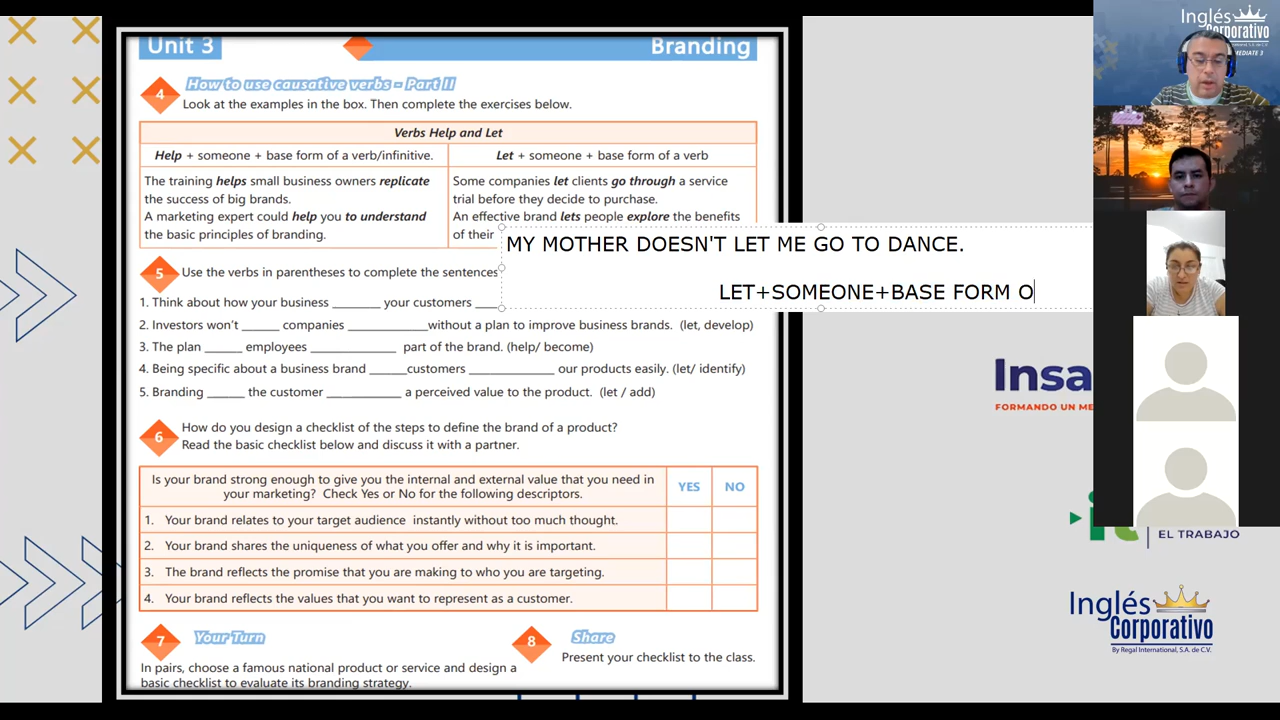 Unit 3
Branding
4
How to use causative verbs - Part II
Look at the examples in the box. Then complete the exercises below.
Verbs Help and Let
Help + someone + base form of a verb/infinitive.
Let + someone + base form of a verb
The training helps small business owners replicate
the success of big brands.
A marketing expert could help you to understand
the basic principles of branding.
Some companies let clients go through a service
trial before they decide to purchase.
An effective brand lets people explore the benefits
of their
MY MOTHER DOESN'T LET ME GO TO DANCE.
LET+SOMEONE+BASE FORM O
5
Use the verbs in parentheses to complete the sentences
1. Think about how your business ________ your customers ____
2. Investors won't ______ companies _____________without a plan to improve business brands. (let, develop)
3. The plan ______ employees ______________ part of the brand. (help/ become)
4. Being specific about a business brand ______customers ______________ our products easily. (let/ identify)
5. Branding ______ the customer ____________ a perceived value to the product. (let / add)
6
How do you design a checklist of the steps to define the brand of a product?
Read the basic checklist below and discuss it with a partner.
Is your brand strong enough to give you the internal and external value that you need in
your marketing? Check Yes or No for the following descriptors.
YES
NO
1. Your brand relates to your target audience instantly without too much thought.
2. Your brand shares the uniqueness of what you offer and why it is important.
3. The brand reflects the promise that you are making to who you are targeting.
4. Your brand reflects the values that you want to represent as a customer.
7
Your Turn
In pairs, choose a famous national product or service and design a
basic checklist to evaluate its branding strategy.
8
Share
Present your checklist to the class.
Inglés
Corporativo
MEDIATE 3
Insa
FORMANDO UN ME
EL TRABAJO
Inglés
Corporativo
By Regal International, S.A. de C.V.